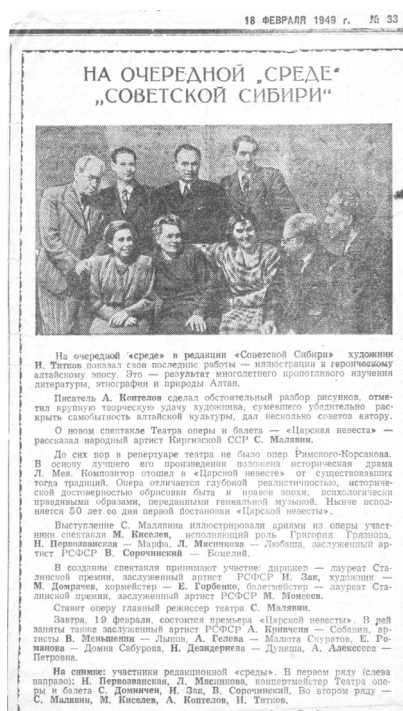 18 ФЕВРАЛЯ 1949 г. № 33
НА ОЧЕРЕДНОЙ „СРЕДЕ“
„СОВЕТСКОЙ СИБИРИ“
На очередной «среде» в редакции «Советской Сибири» художник
И. Титков показал свои последние работы — иллюстрации к героическому
алтайскому эпосу. Это — результат многолетнего кропотливого изучения
литературы, этнографии и природы Алтая.
Писатель А. Коптелов сделал обстоятельный разбор рисунков, отме-
тил крупную творческую удачу художника, сумевшего убедительно рас-
крыть самобытность алтайской культуры, дал несколько советов автору.
О новом спектакле Театра оперы и балета — «Царская невеста» —
рассказал народный артист Киргизской ССР С. Малявин.
До сих пор в репертуаре театра не было опер Римского-Корсакова.
В основу лучшего его произведения положена историческая драма
Л. Мея. Композитор отошел в «Царской невесте» от существовавших
тогда традиций. Опера отличается глубокой реалистичностью, историче-
ской достоверностью обрисовки быта и нравов эпохи, психологически
правдивыми образами, переданными гениальной музыкой. Нынче испол-
няется 50 лет со дня первой постановки «Царской невесты».
Выступление С. Малявина иллюстрировали ариями из оперы участ-
ники спектакля М. Киселев, исполняющий роль Григория Грязнова,
Н. Первозванская — Марфа, Л. Мясникова — Любаша, заслуженный ар-
тист РСФСР В. Сорочинский — Бомелий.
В создании спектакля принимают участие: дирижер — лауреат Ста-
линской премии, заслуженный артист РСФСР И. Зак, художник —
М. Домрачев, хормейстер — Е. Горбенко, балетмейстер — лауреат Ста-
линской премии, заслуженный артист РСФСР М. Моисеев.
Ставит оперу главный режиссер театра С. Малявин.
Завтра, 19 февраля, состоится премьера «Царской невесты». В ней
заняты также заслуженный артист РСФСР А. Кривченя — Собакин, ар-
тисты В. Меньшенин — Лыков, А. Гелева — Малюта Скуратов, Е. Ро-
манова — Домна Сабурова, Н. Дезидериева — Дуняша, А. Алексеева —
Петровна.
На снимке: участники редакционной «среды». В первом ряду (слева
направо): Н. Первозванская, Л. Мясникова, концертмейстер Театра опе-
ры и балета С. Доминчен, И. Зак, В. Сорочинский. Во втором ряду —
С. Малявин, М. Киселев, А. Коптелов, И. Титков.